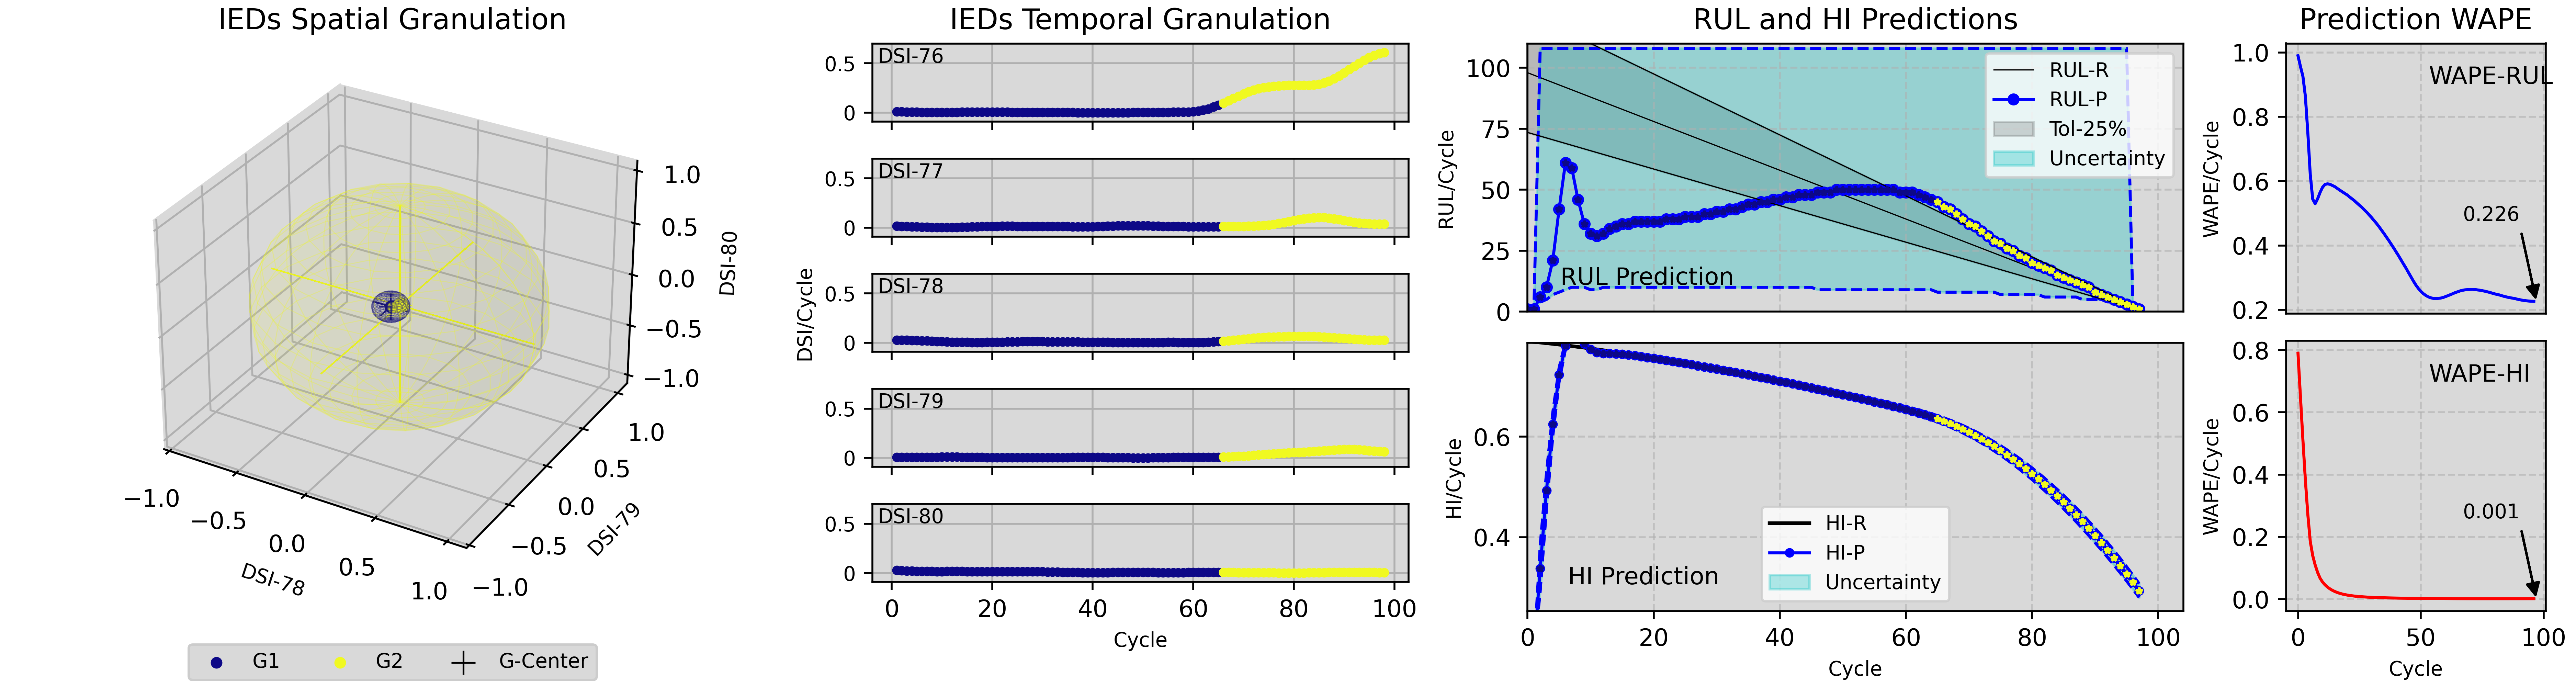 IEDs Spatial Granulation
1.0
0.5
0.0
−0.5
−1.0
DSI-80
−1.0
−0.5
0.0
0.5
1.0
DSI-78
−1.0
−0.5
0.0
0.5
1.0
DSI-79
G1
G2
G-Center
IEDs Temporal Granulation
DSI/Cycle
DSI-76
0.5
0
DSI-77
0.5
0
DSI-78
0.5
0
DSI-79
0.5
0
DSI-80
0.5
0
0
20
40
60
80
100
Cycle
RUL and HI Predictions
RUL/Cycle
100
75
50
25
0
RUL-R
RUL-P
Tol-25%
Uncertainty
RUL Prediction
HI/Cycle
0.6
0.4
HI-R
HI-P
Uncertainty
HI Prediction
0
20
40
60
80
100
Cycle
Prediction WAPE
WAPE/Cycle
1.0
0.8
0.6
0.4
0.2
WAPE-RUL
0.226
WAPE/Cycle
0.8
0.6
0.4
0.2
0.0
WAPE-HI
0.001
0
50
100
Cycle